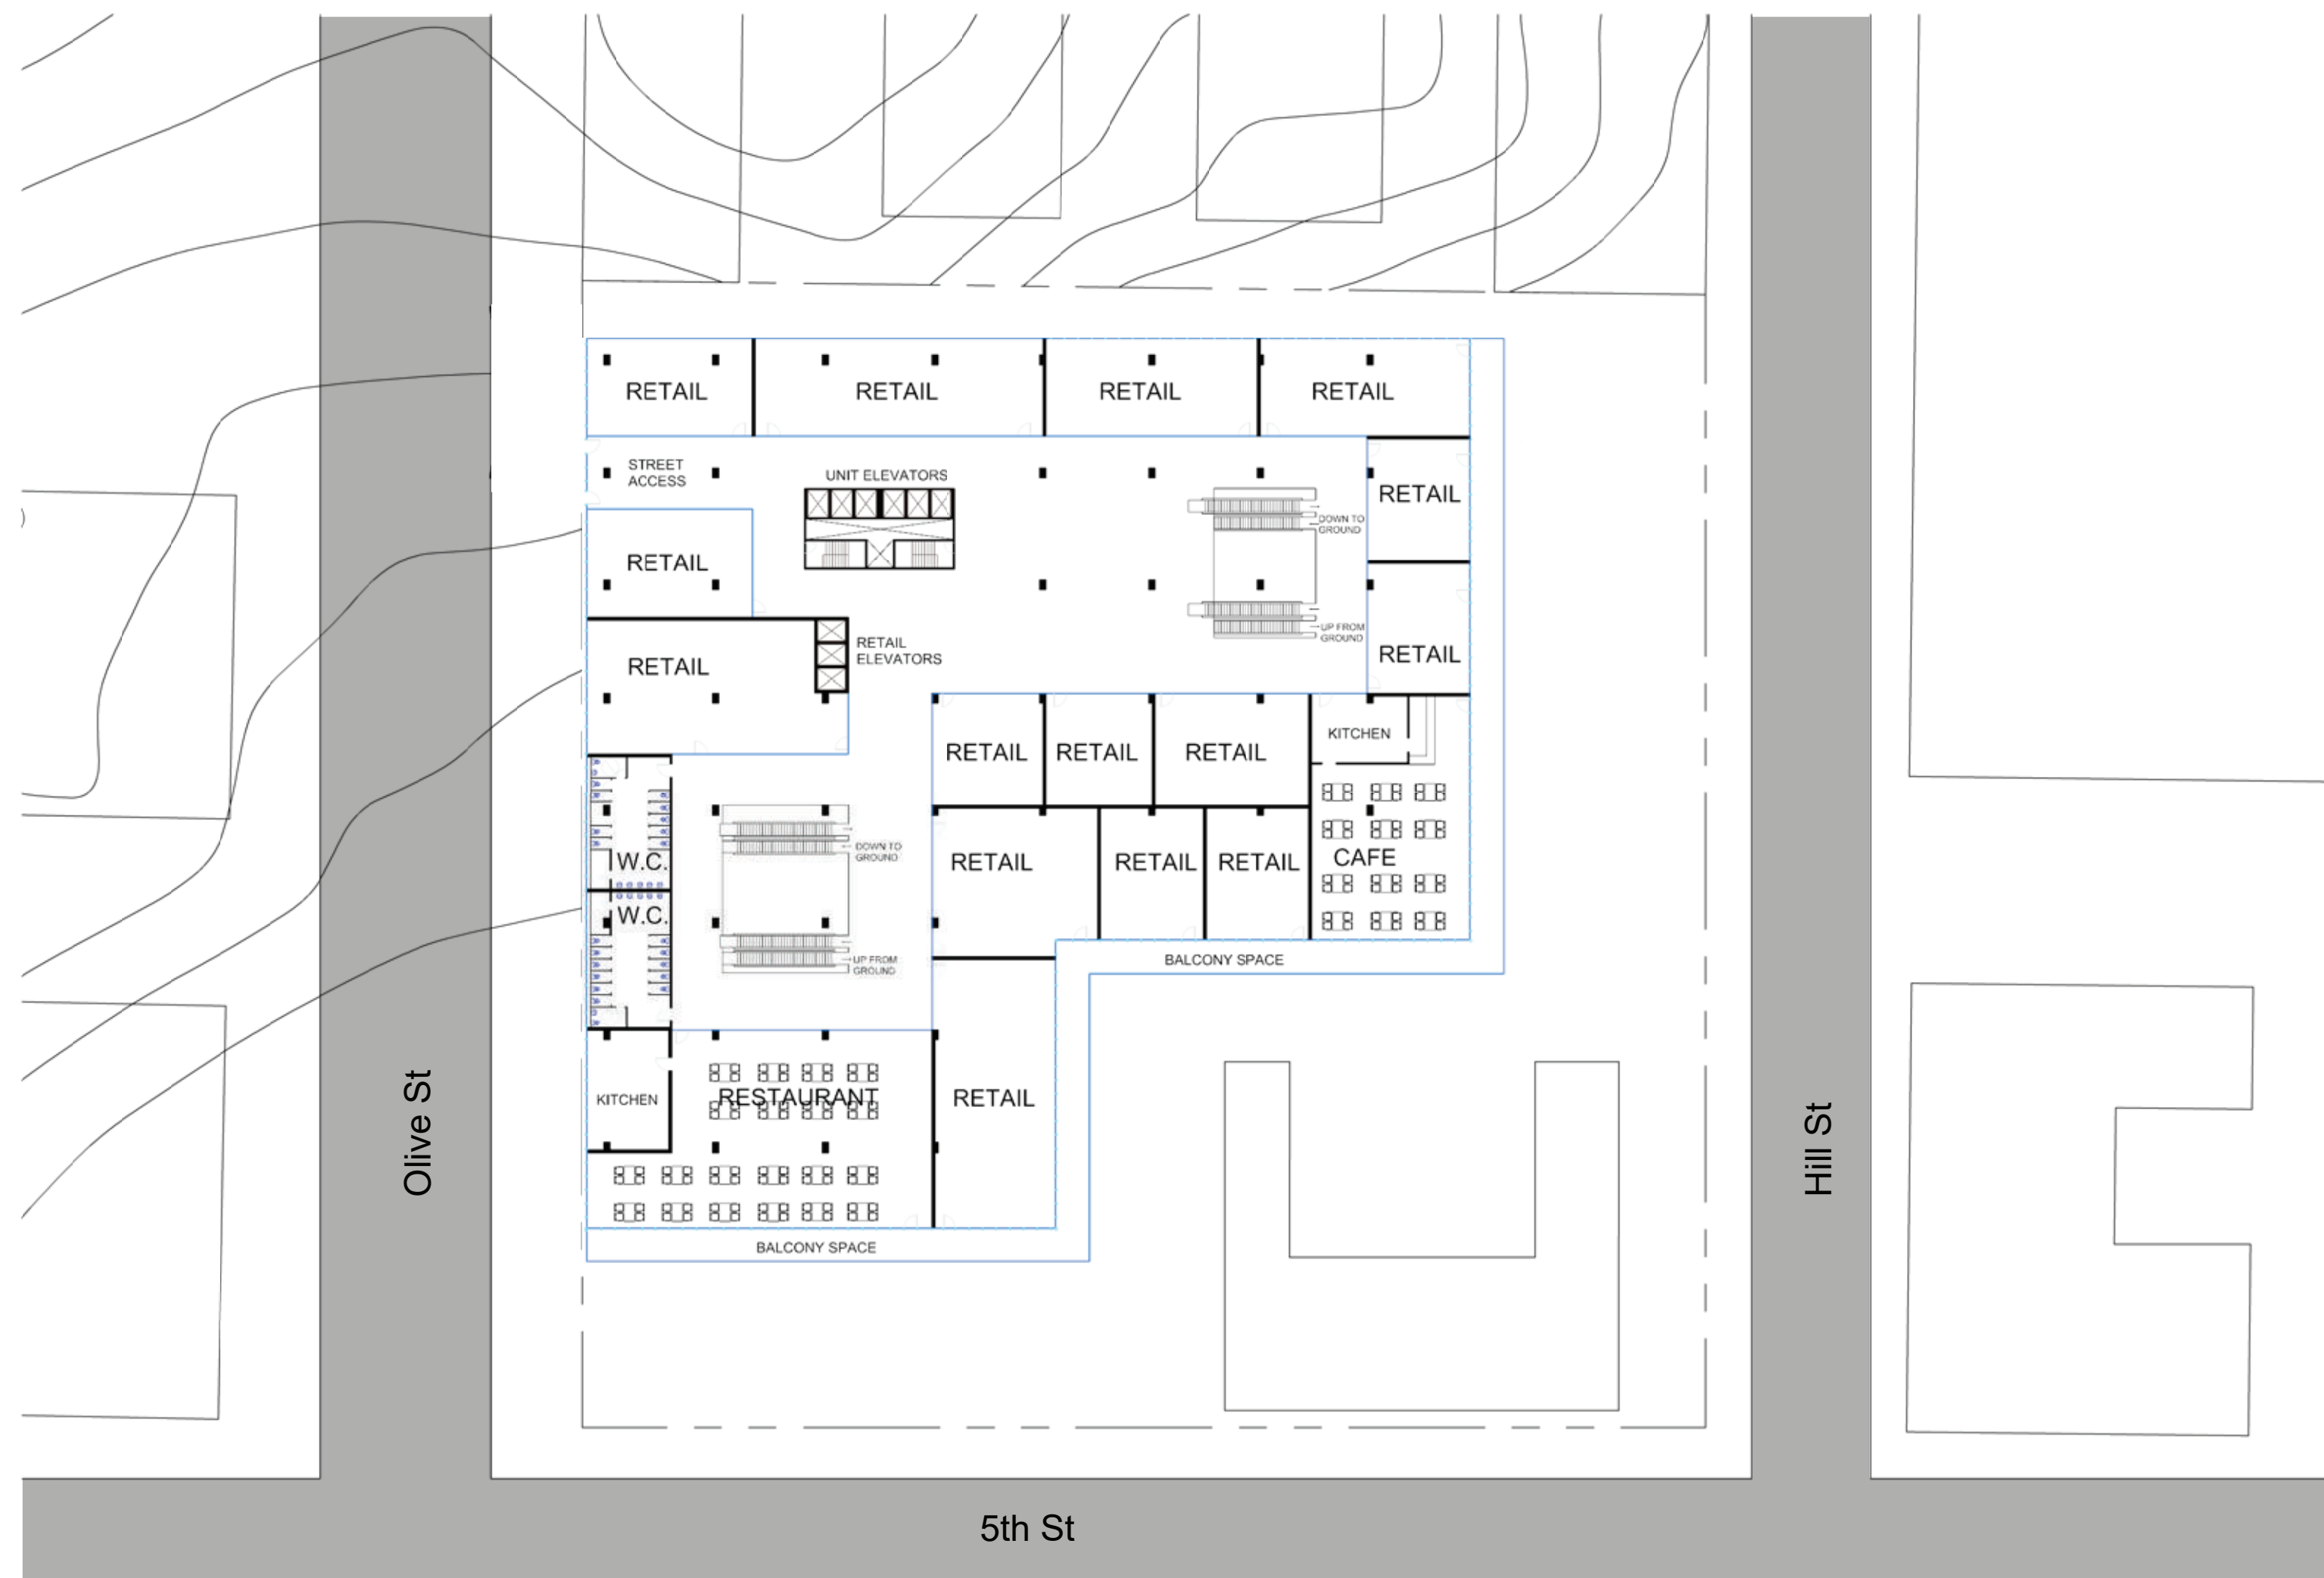 RETAIL
RETAIL
RETAIL
RETAIL
STREET
ACCESS
UNIT ELEVATORS
RETAIL
DOWN TO
GROUND
RETAIL
UP FROM
GROUND
RETAIL
ELEVATORS
RETAIL
RETAIL
KITCHEN
RETAIL
RETAIL
RETAIL
DOWN TO
GROUND
W.C.
RETAIL
RETAIL
RETAIL
CAFE
W.C.
UP FROM
GROUND
BALCONY SPACE
KITCHEN
RESTAURANT
RETAIL
BALCONY SPACE
Olive St
Hill St
5th St